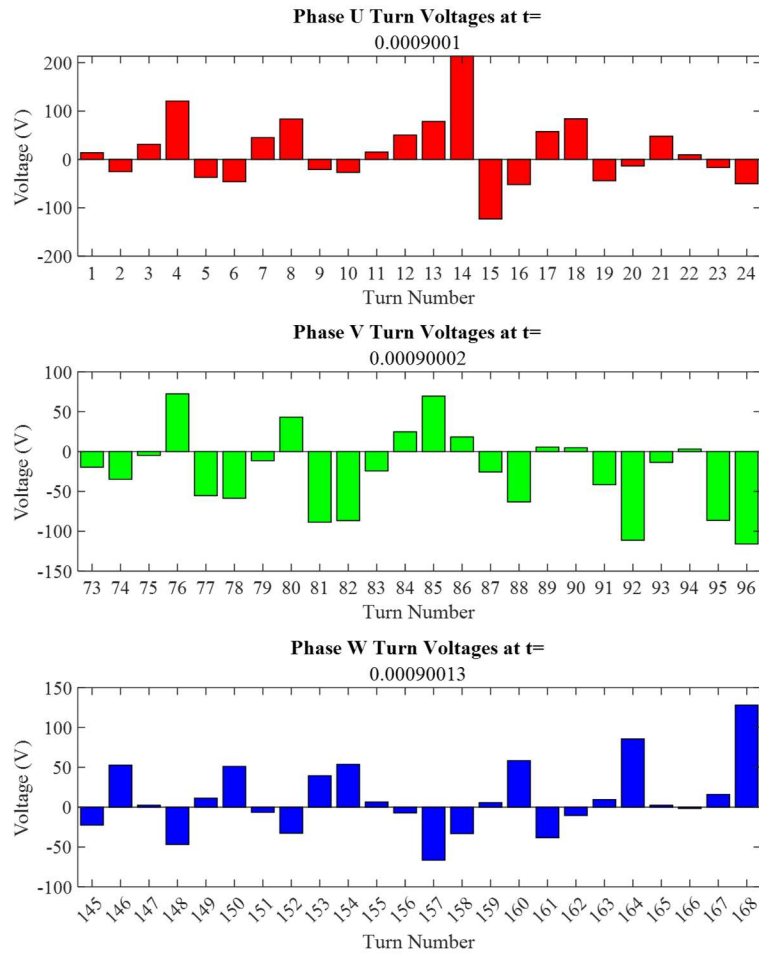 Phase U Turn Voltages at t=
0.0009001
200
100
0
-100
-200
Voltage (V)
1 2 3 4 5 6 7 8 9 10 11 12 13 14 15 16 17 18 19 20 21 22 23 24
Turn Number
Phase V Turn Voltages at t=
0.00090002
100
50
0
-50
-100
-150
Voltage (V)
73 74 75 76 77 78 79 80 81 82 83 84 85 86 87 88 89 90 91 92 93 94 95 96
Turn Number
Phase W Turn Voltages at t=
0.00090013
150
100
50
0
-50
-100
Voltage (V)
145 146 147 148 149 150 151 152 153 154 155 156 157 158 159 160 161 162 163 164 165 166 167 168
Turn Number